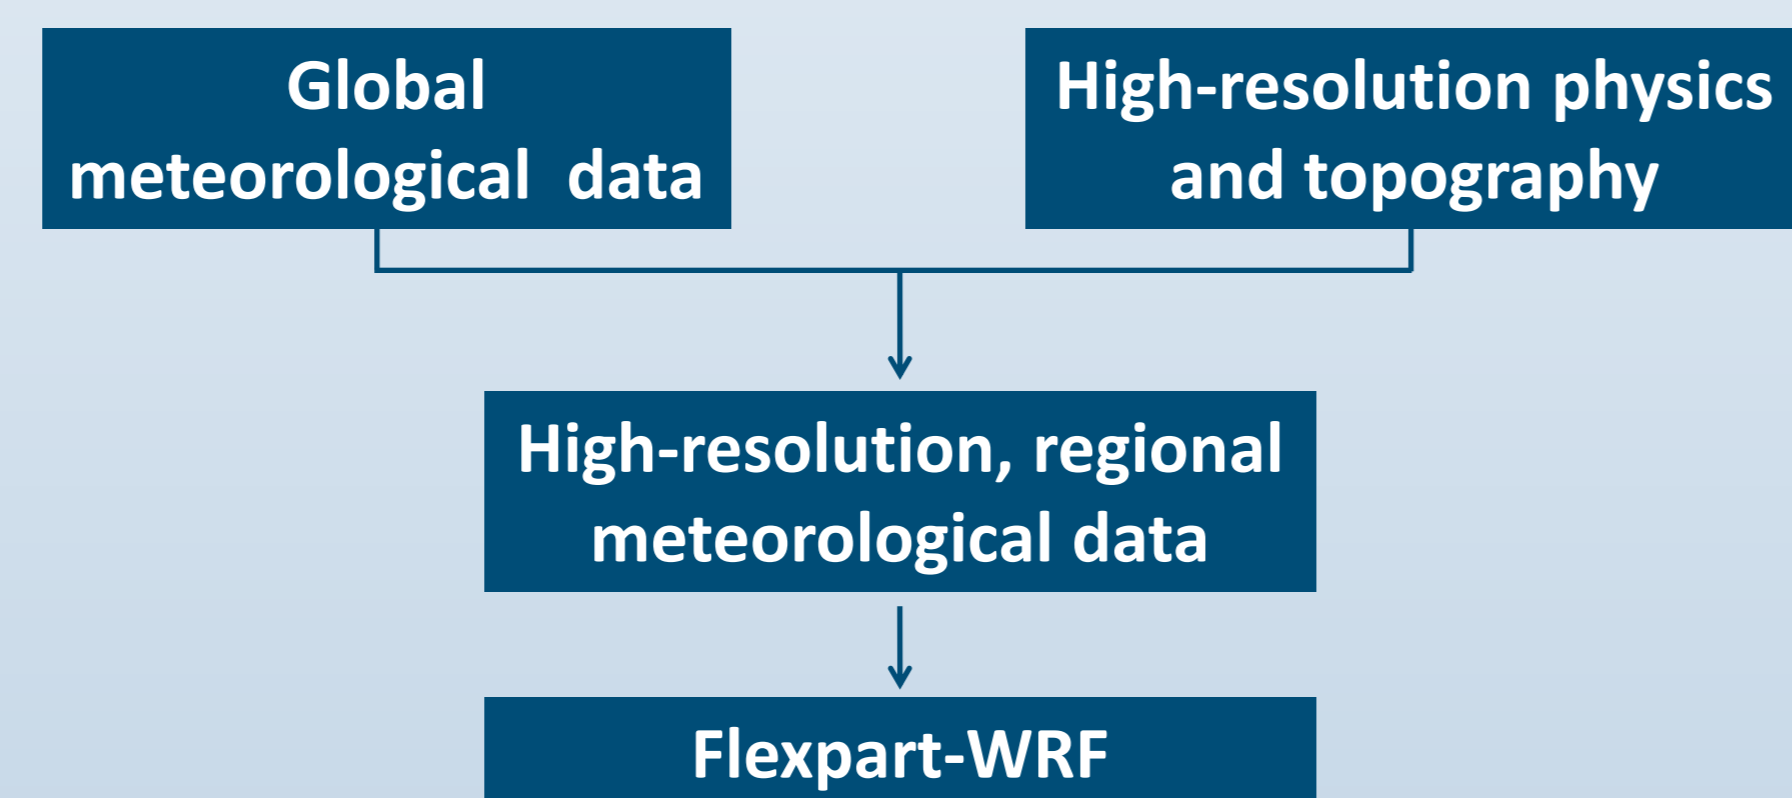 Global
meteorological  data
High-resolution physics
and topography
High-resolution, regional
meteorological data
Flexpart-WRF